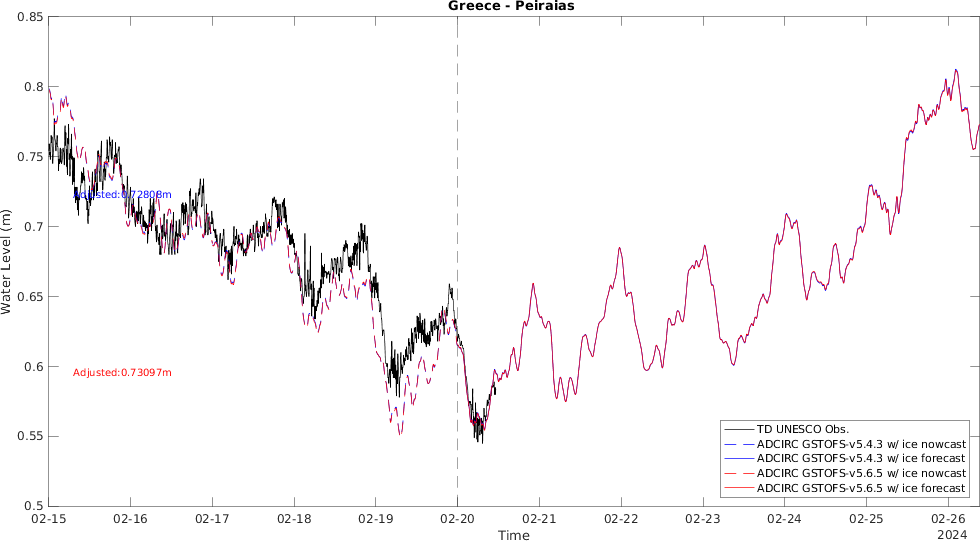 Greece - Peiraias
0.85
0.8
0.75
0.7
0.65
0.6
0.55
0.5
Water Level (m)
Adjusted:0.72808m
Adjusted:0.73097m
TD UNESCO Obs.
ADCIRC GSTOFS-v5.4.3 w/ ice nowcast
ADCIRC GSTOFS-v5.4.3 w/ ice forecast
ADCIRC GSTOFS-v5.6.5 w/ ice nowcast
ADCIRC GSTOFS-v5.6.5 w/ ice forecast
02-15 02-16 02-17 02-18 02-19 02-20 02-21 02-22 02-23 02-24 02-25 02-26
Time
2024